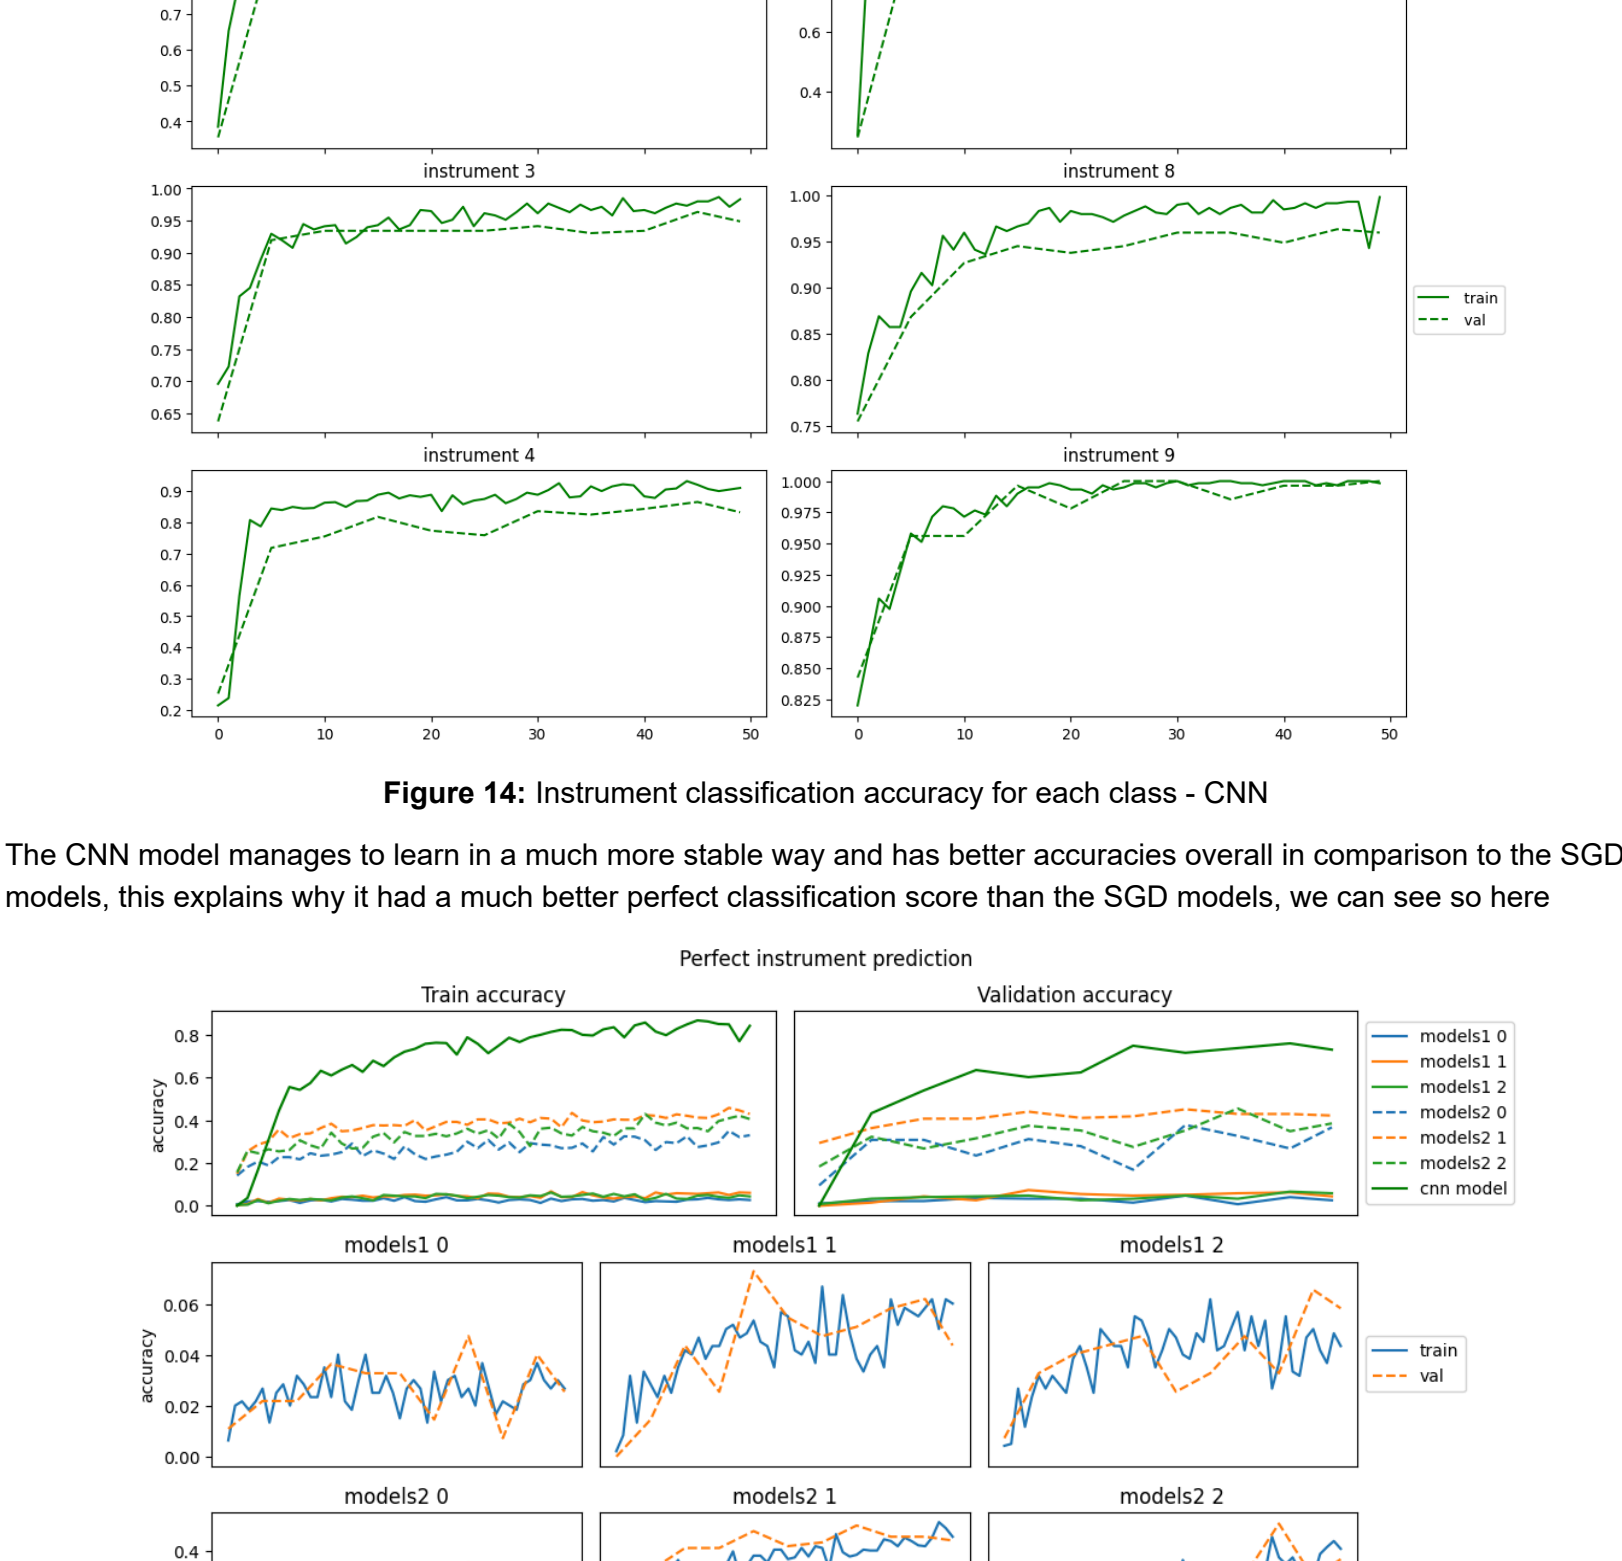 0.7
0.6
0.5
0.4
0.6
0.4
instrument 3
instrument 8
1.00
0.95
0.90
0.85
0.80
0.75
0.70
0.65
1.00
0.95
0.90
0.85
0.80
0.75
train
val
instrument 4
instrument 9
0.9
0.8
0.7
0.6
0.5
0.4
0.3
0.2
1.000
0.975
0.950
0.925
0.900
0.875
0.850
0.825
0 10 20 30 40 50
0 10 20 30 40 50
Figure 14: Instrument classification accuracy for each class - CNN
The CNN model manages to learn in a much more stable way and has better accuracies overall in comparison to the SGD
models, this explains why it had a much better perfect classification score than the SGD models, we can see so here
Perfect instrument prediction
Train accuracy
Validation accuracy
accuracy
0.8
0.6
0.4
0.2
0.0
models1 0
models1 1
models1 2
models2 0
models2 1
models2 2
cnn model
models1 0
models1 1
models1 2
accuracy
0.06
0.04
0.02
0.00
train
val
models2 0
models2 1
models2 2
0.4